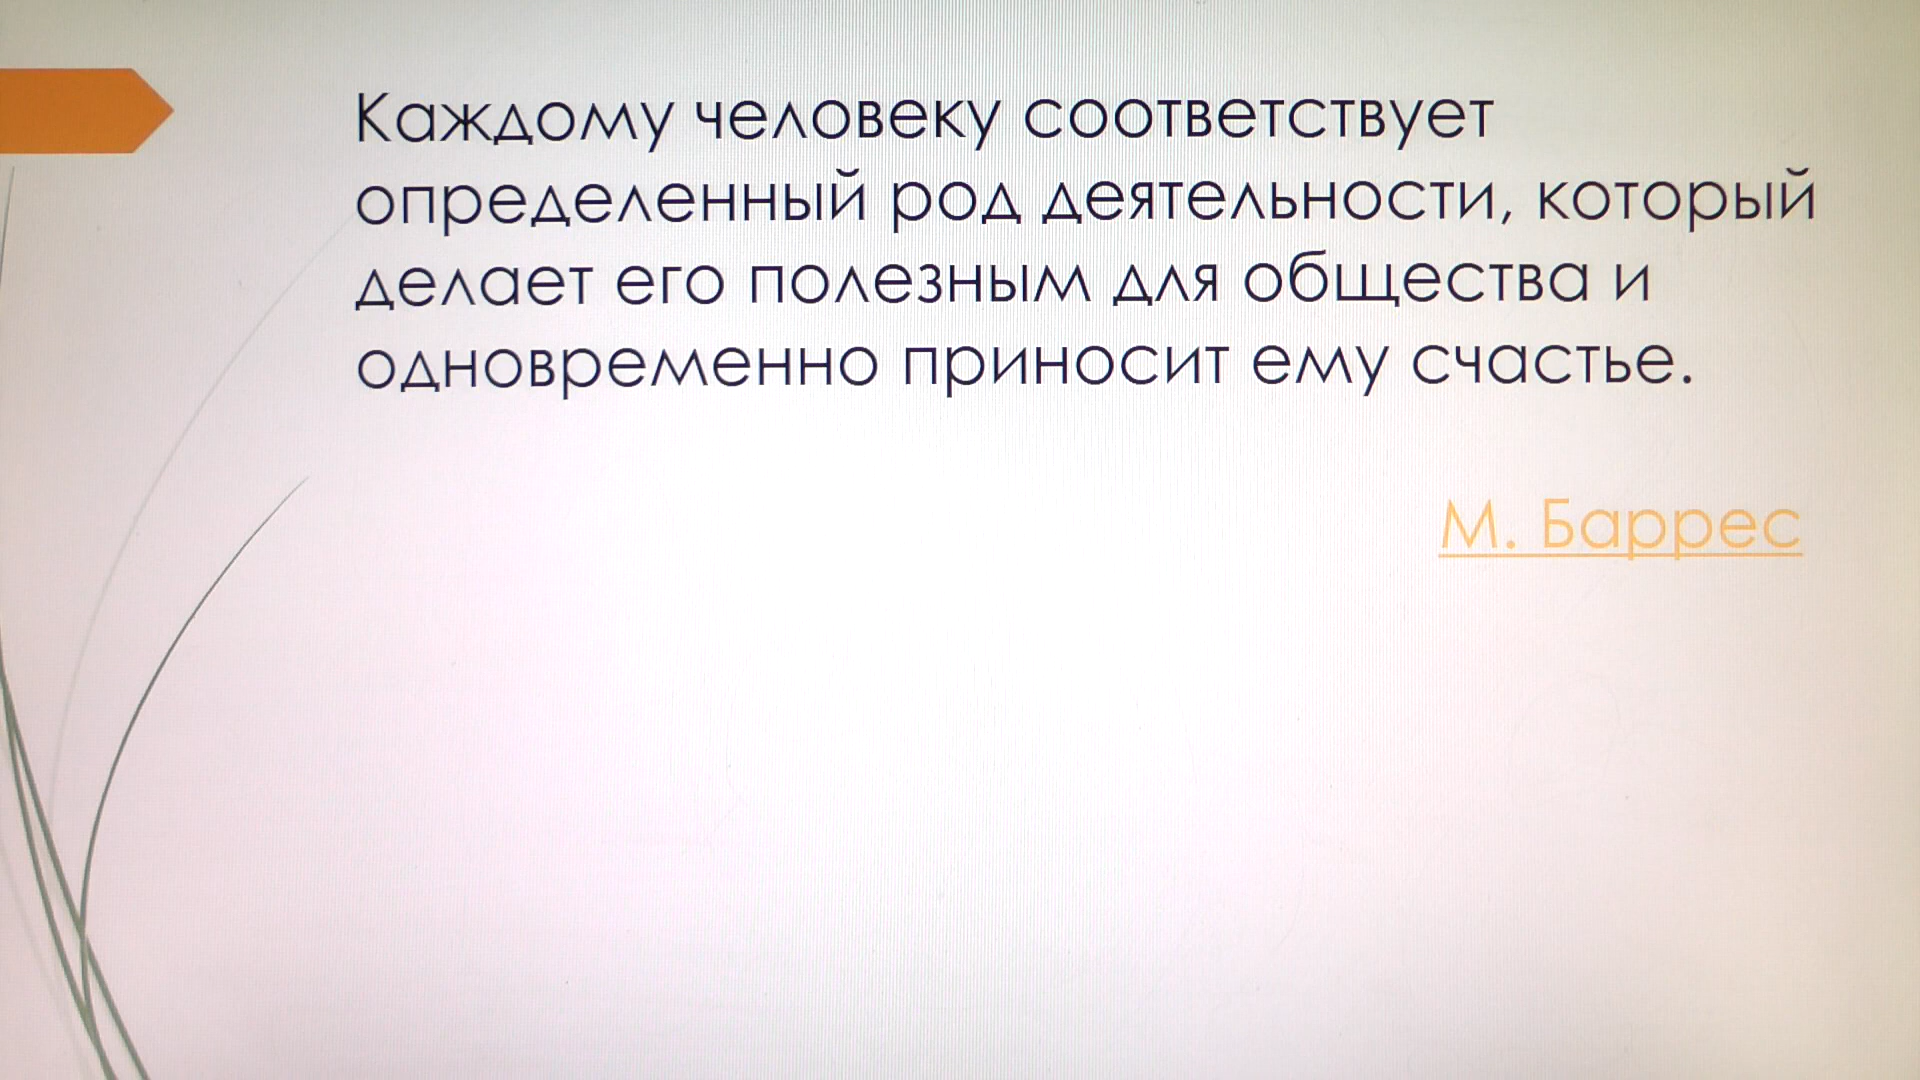 Каждому человеку соответствует
определенный род деятельности, который
делает его полезным для общества и
одновременно приносит ему счастье.
М. Баррес